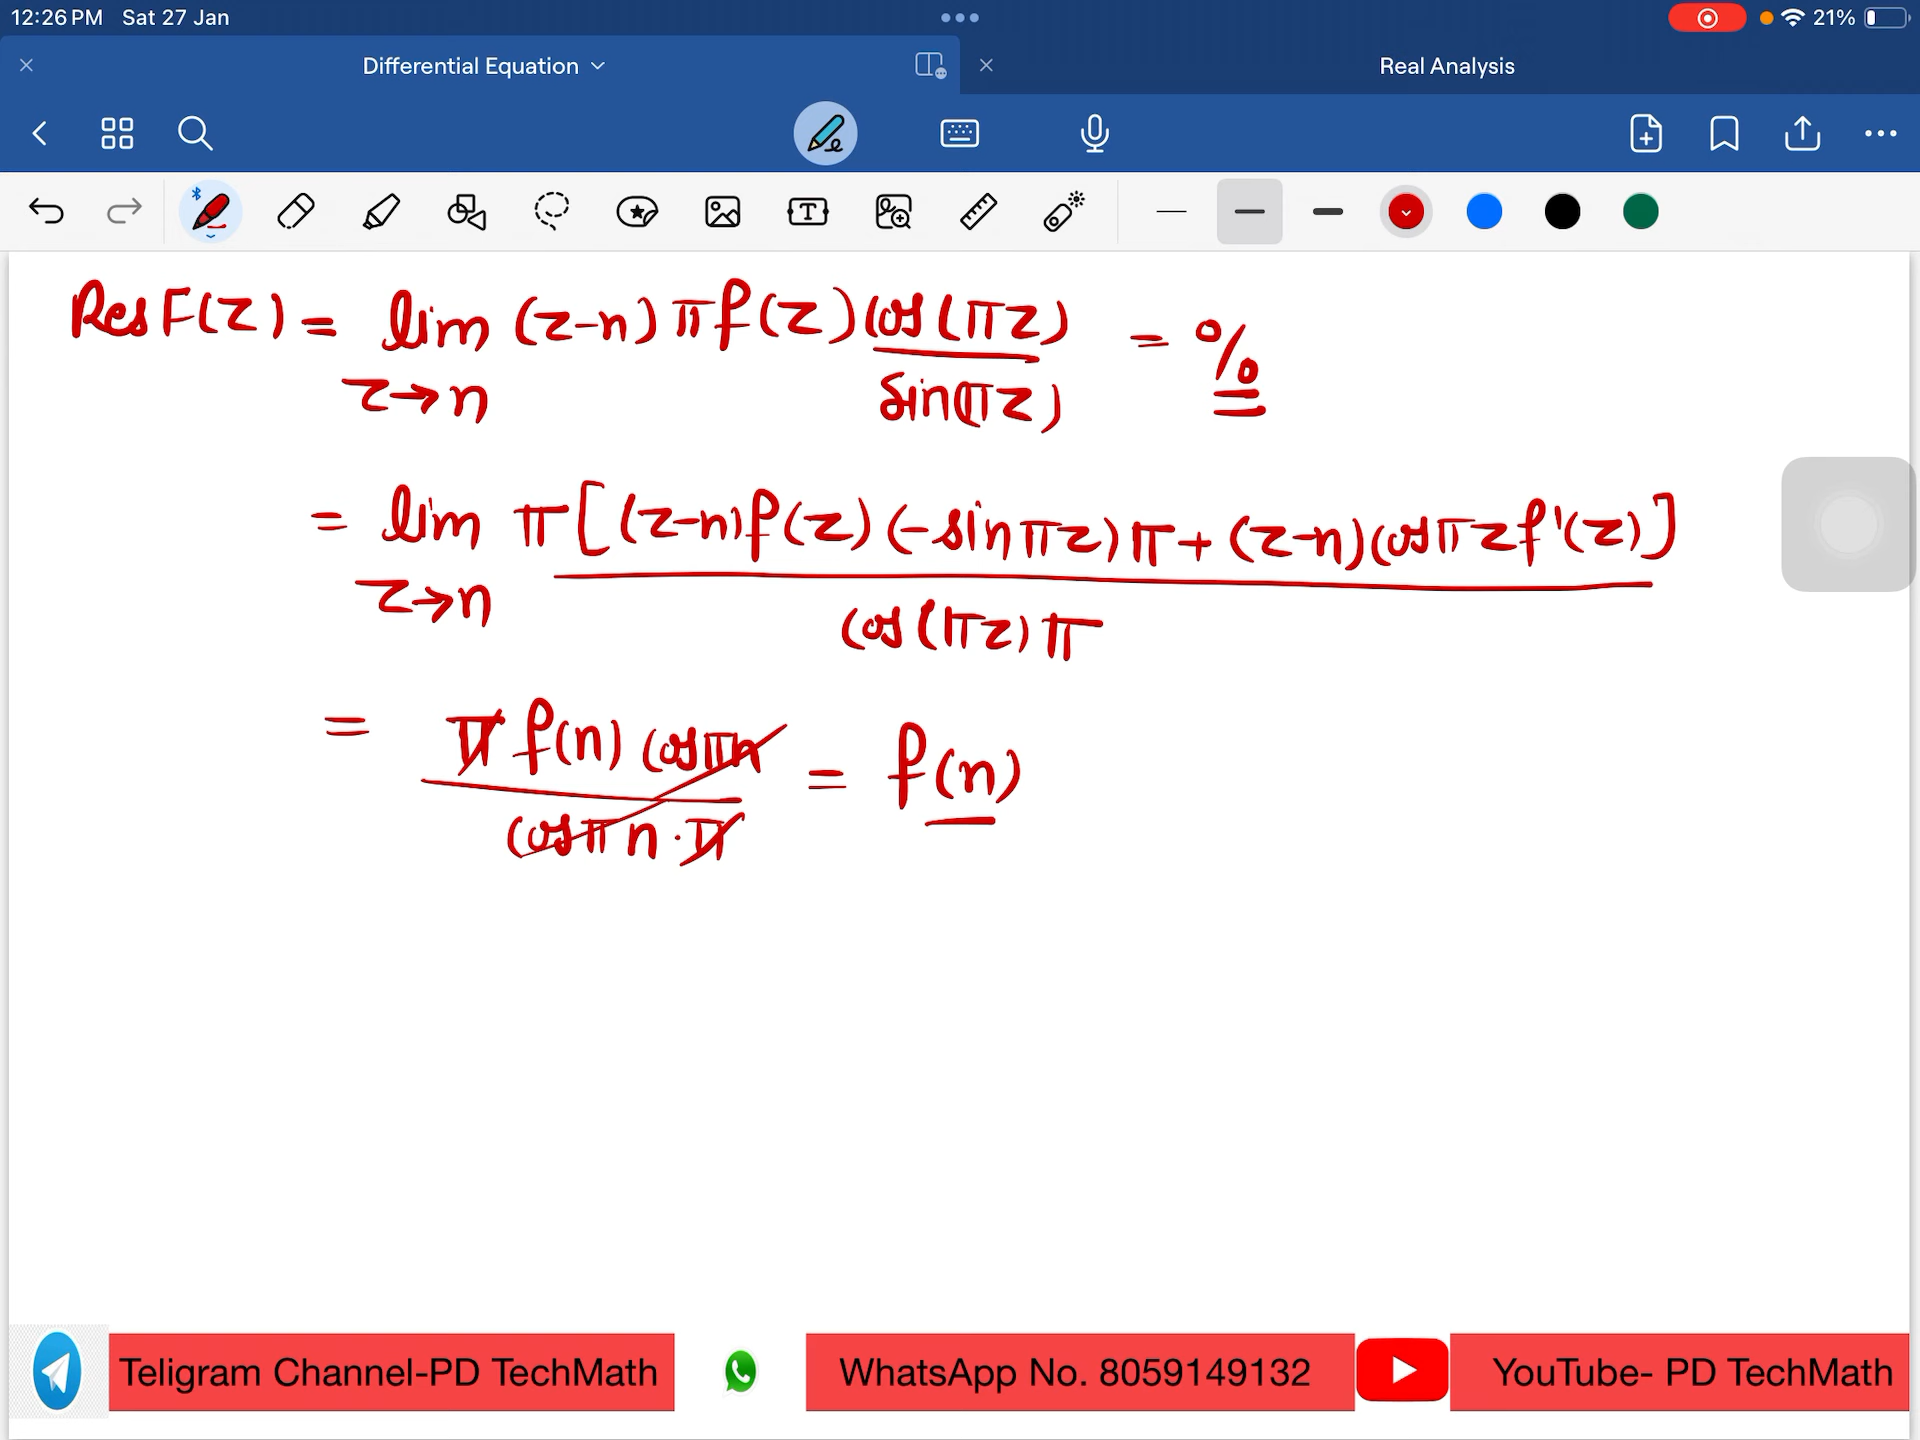 12:26 PM Sat 27 Jan 21%
Differential Equation Real Analysis
Res F(z) = lim (z-n) π f(z) cos(πz) = 0/0
z→n sin(πz)
= lim π[(z-n) f(z) (-sin πz) π + (z-n) cos πz f'(z)]
z→n cos(πz) π
= π f(n) cos πn = f(n)
cos πn · π
Teligram Channel-PD TechMath WhatsApp No. 8059149132 YouTube- PD TechMath